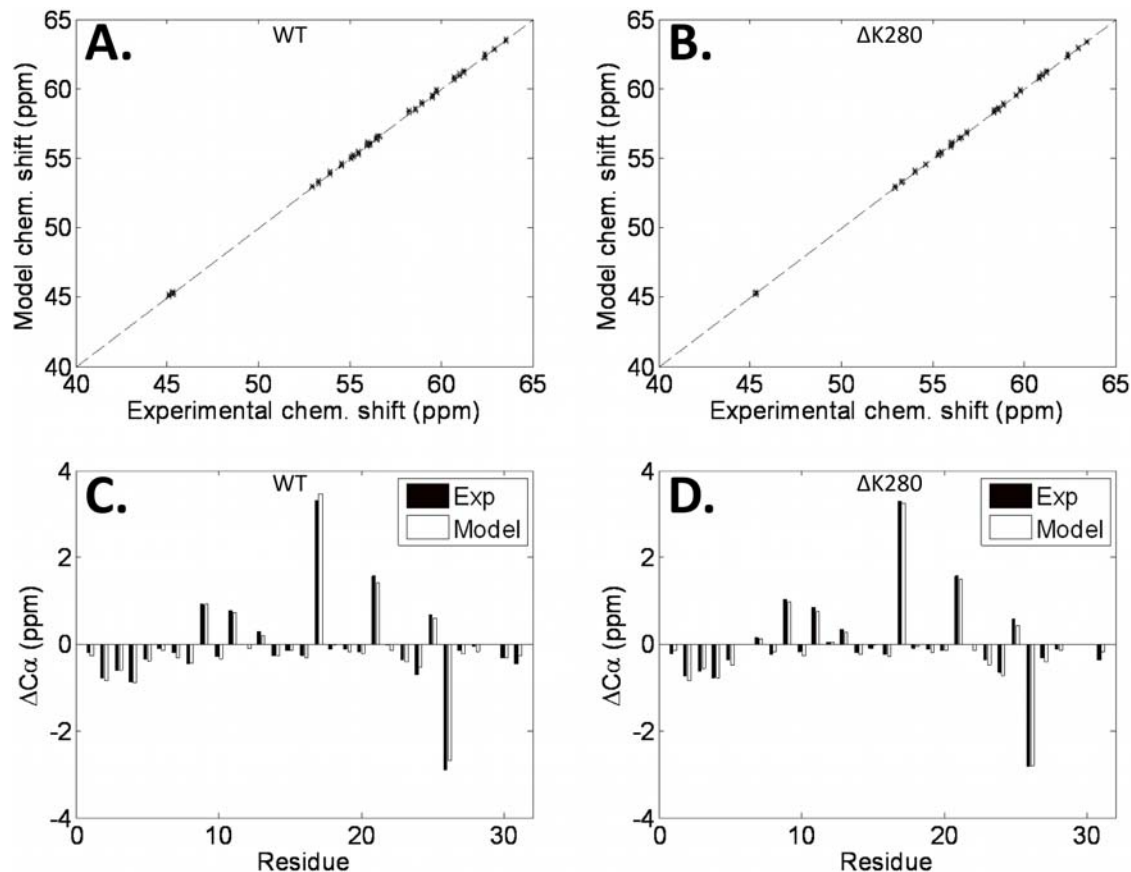 A.
WT
65
60
55
50
45
40
Model chem. shift (ppm)
40 45 50 55 60 65
Experimental chem. shift (ppm)
B.
ΔK280
65
60
55
50
45
40
Model chem. shift (ppm)
40 45 50 55 60 65
Experimental chem. shift (ppm)
C.
WT
Exp
Model
4
2
0
-2
-4
ΔCα (ppm)
0 10 20 30
Residue
D.
ΔK280
Exp
Model
4
2
0
-2
-4
ΔCα (ppm)
0 10 20 30
Residue